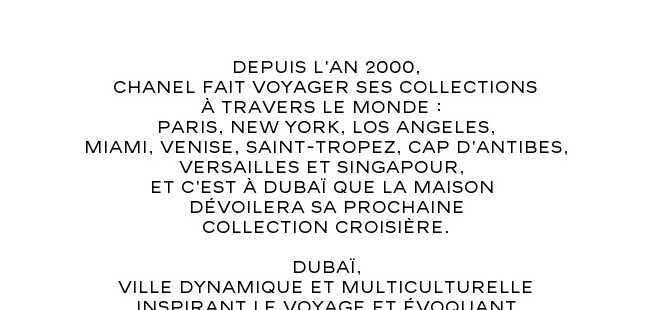 DEPUIS L'AN 2000,
CHANEL FAIT VOYAGER SES COLLECTIONS
À TRAVERS LE MONDE :
PARIS, NEW YORK, LOS ANGELES,
MIAMI, VENISE, SAINT-TROPEZ, CAP D'ANTIBES,
VERSAILLES ET SINGAPOUR,
ET C'EST À DUBAÏ QUE LA MAISON
DÉVOILERA SA PROCHAINE
COLLECTION CROISIÈRE.
DUBAÏ,
VILLE DYNAMIQUE ET MULTICULTURELLE
INSPIRANT LE VOYAGE ET ÉVOQUANT